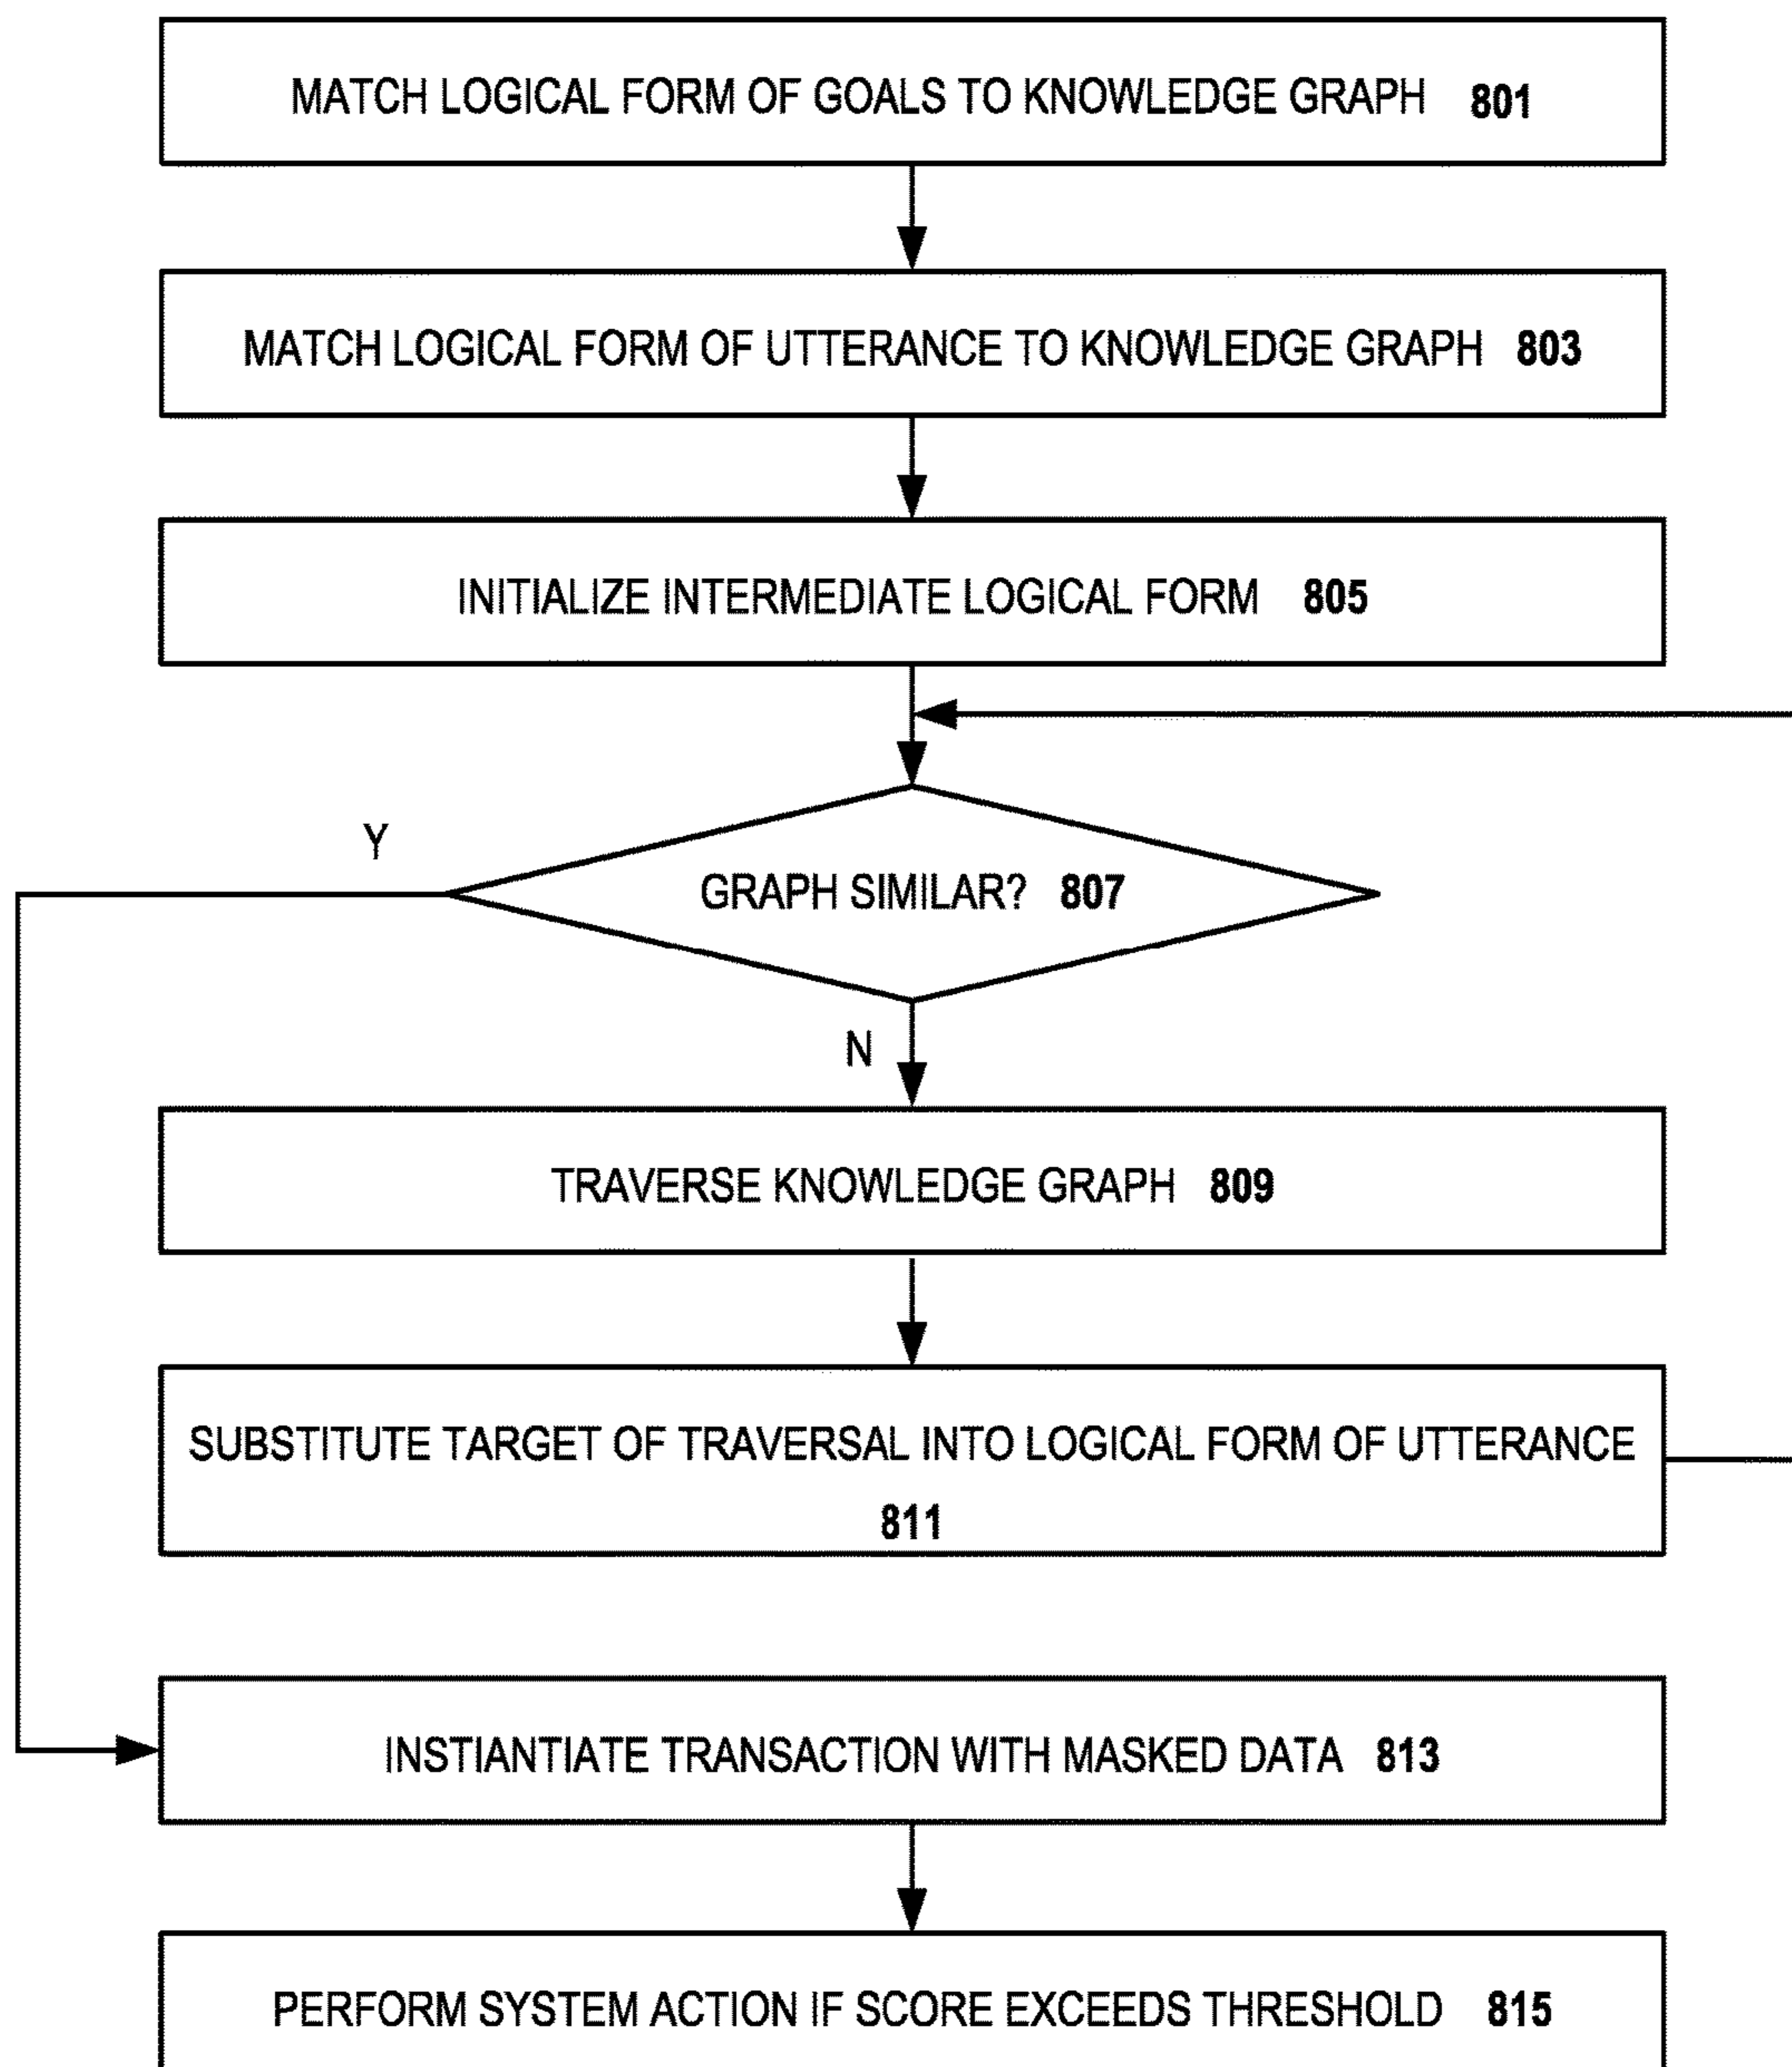 MATCH LOGICAL FORM OF GOALS TO KNOWLEDGE GRAPH 801
MATCH LOGICAL FORM OF UTTERANCE TO KNOWLEDGE GRAPH 803
INITIALIZE INTERMEDIATE LOGICAL FORM 805
Y
GRAPH SIMILAR? 807
N
TRAVERSE KNOWLEDGE GRAPH 809
SUBSTITUTE TARGET OF TRAVERSAL INTO LOGICAL FORM OF UTTERANCE
811
INSTIANTIATE TRANSACTION WITH MASKED DATA 813
PERFORM SYSTEM ACTION IF SCORE EXCEEDS THRESHOLD 815